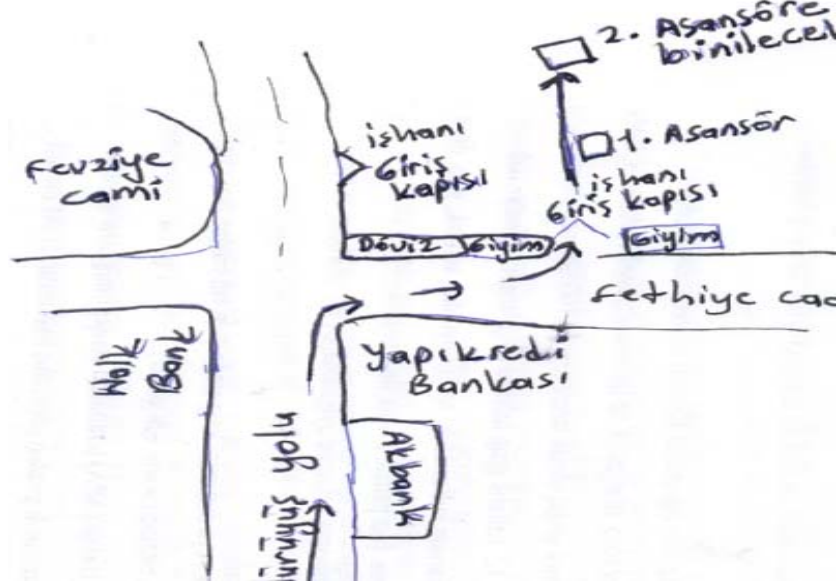 2. Asansöre
binilecek
1. Asansör
işhanı
Giriş
kapısı
işhanı
Giriş kapısı
Fevziye
cami
Döviz
Giyim
Giyim
Fethiye cad
Yapıkredi
Bankası
Halk
Bank
Akbank
yolu